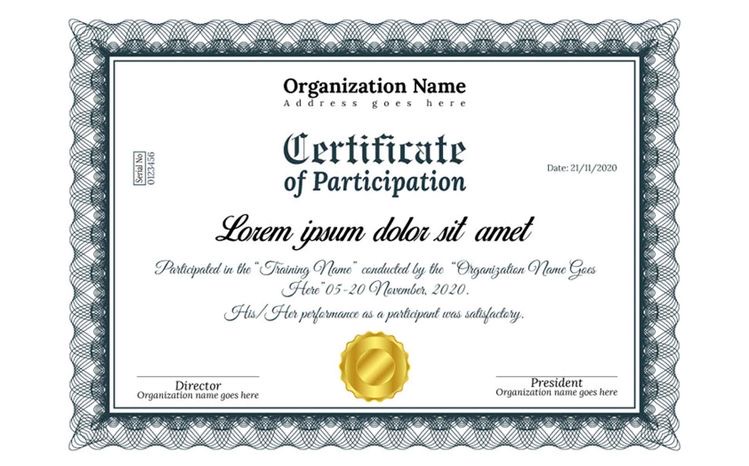 Organization Name
Address goes here
Certificate
of Participation
Serial No
0123456
Date: 21/11/2020
Lorem ipsum dolor sit amet
Participated in the "Training Name" conducted by the "Organization Name Goes
Here" 05-20 November, 2020.
His/Her performance as a participant was satisfactory.
Director
Organization name goes here
President
Organization name goes here